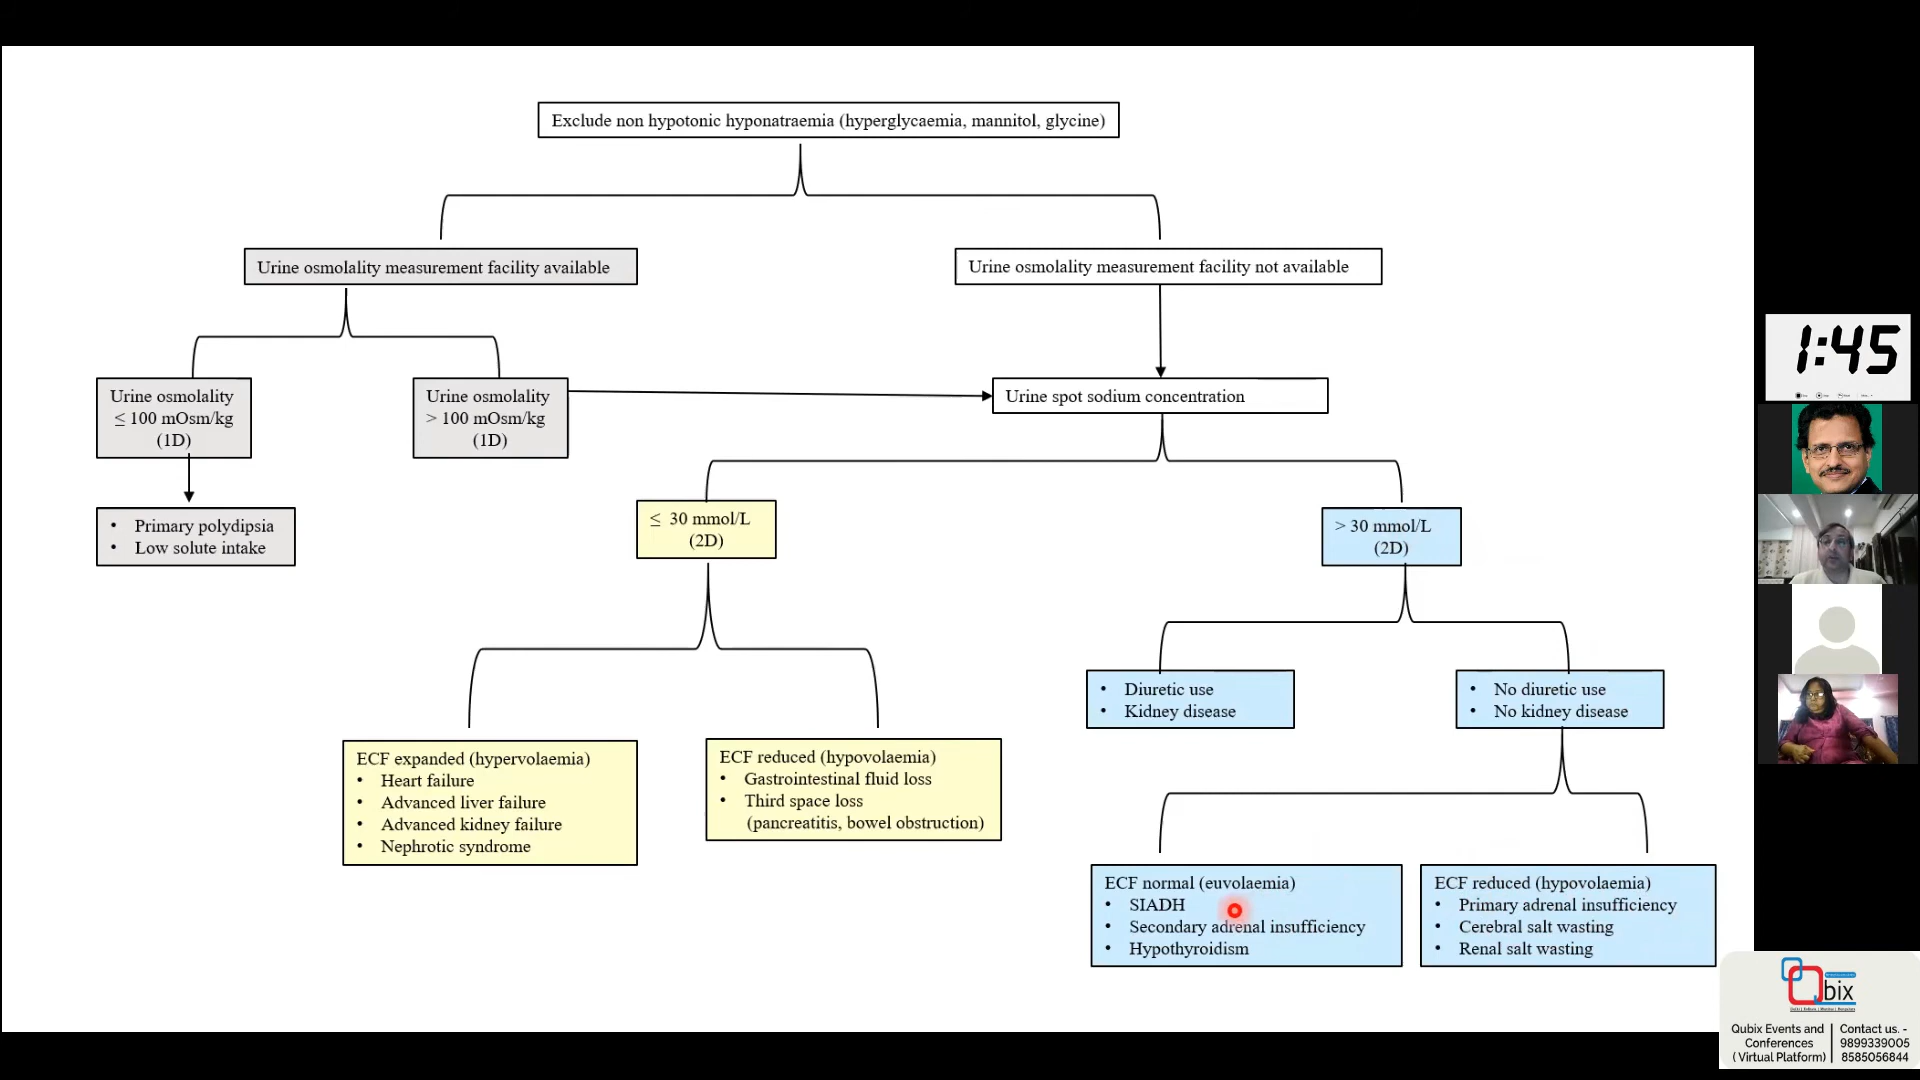 Exclude non hypotonic hyponatraemia (hyperglycaemia, mannitol, glycine)
Urine osmolality measurement facility available
Urine osmolality measurement facility not available
Urine osmolality
≤ 100 mOsm/kg
(1D)
Urine osmolality
> 100 mOsm/kg
(1D)
Urine spot sodium concentration
• Primary polydipsia
• Low solute intake
≤ 30 mmol/L
(2D)
> 30 mmol/L
(2D)
• Diuretic use
• Kidney disease
• No diuretic use
• No kidney disease
ECF expanded (hypervolaemia)
• Heart failure
• Advanced liver failure
• Advanced kidney failure
• Nephrotic syndrome
ECF reduced (hypovolaemia)
• Gastrointestinal fluid loss
• Third space loss
(pancreatitis, bowel obstruction)
ECF normal (euvolaemia)
• SIADH
• Secondary adrenal insufficiency
• Hypothyroidism
ECF reduced (hypovolaemia)
• Primary adrenal insufficiency
• Cerebral salt wasting
• Renal salt wasting
1:45
Qbix
Qubix Events and
Conferences
( Virtual Platform)
Contact us. -
9899339005
8585056844